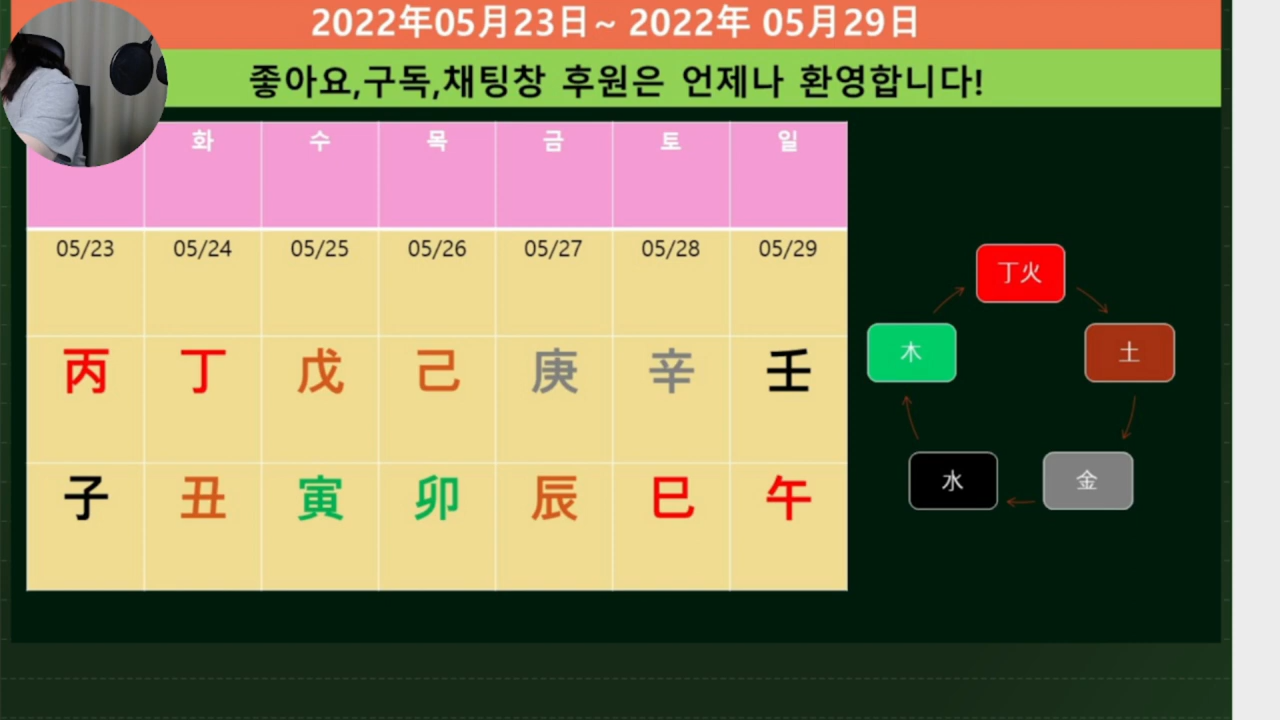 2022年05月23日~ 2022年 05月29日
좋아요,구독,채팅창 후원은 언제나 환영합니다!
화 수 목 금 토 일
05/23 05/24 05/25 05/26 05/27 05/28 05/29
丙 丁 戊 己 庚 辛 壬
子 丑 寅 卯 辰 巳 午
丁火
木
土
水
金